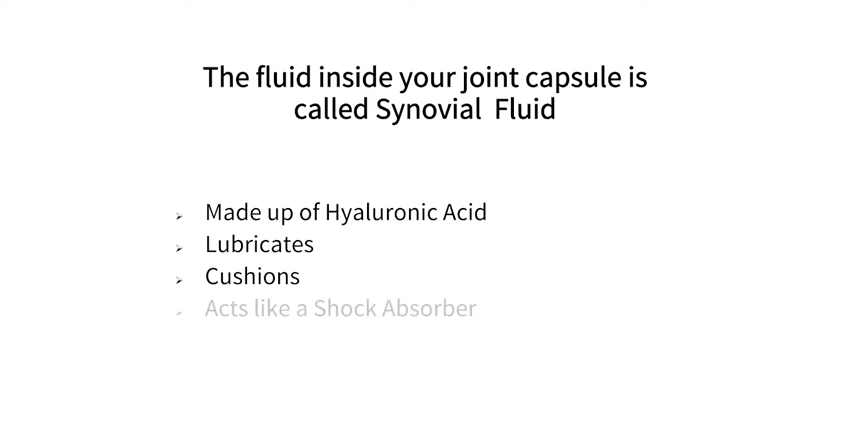 The fluid inside your joint capsule is
called Synovial Fluid
Made up of Hyaluronic Acid
Lubricates
Cushions
Acts like a Shock Absorber